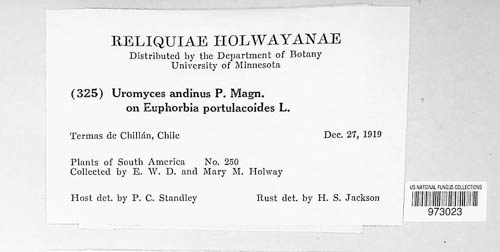 RELIQUIAE HOLWAYANAE
Distributed by the Department of Botany
University of Minnesota
(325) Uromyces andinus P. Magn.
on Euphorbia portulacoides L.
Termas de Chillán, Chile Dec. 27, 1919
Plants of South America No. 250
Collected by E. W. D. and Mary M. Holway
Host det. by P. C. Standley Rust det. by H. S. Jackson
US NATIONAL FUNGUS COLLECTIONS
973023